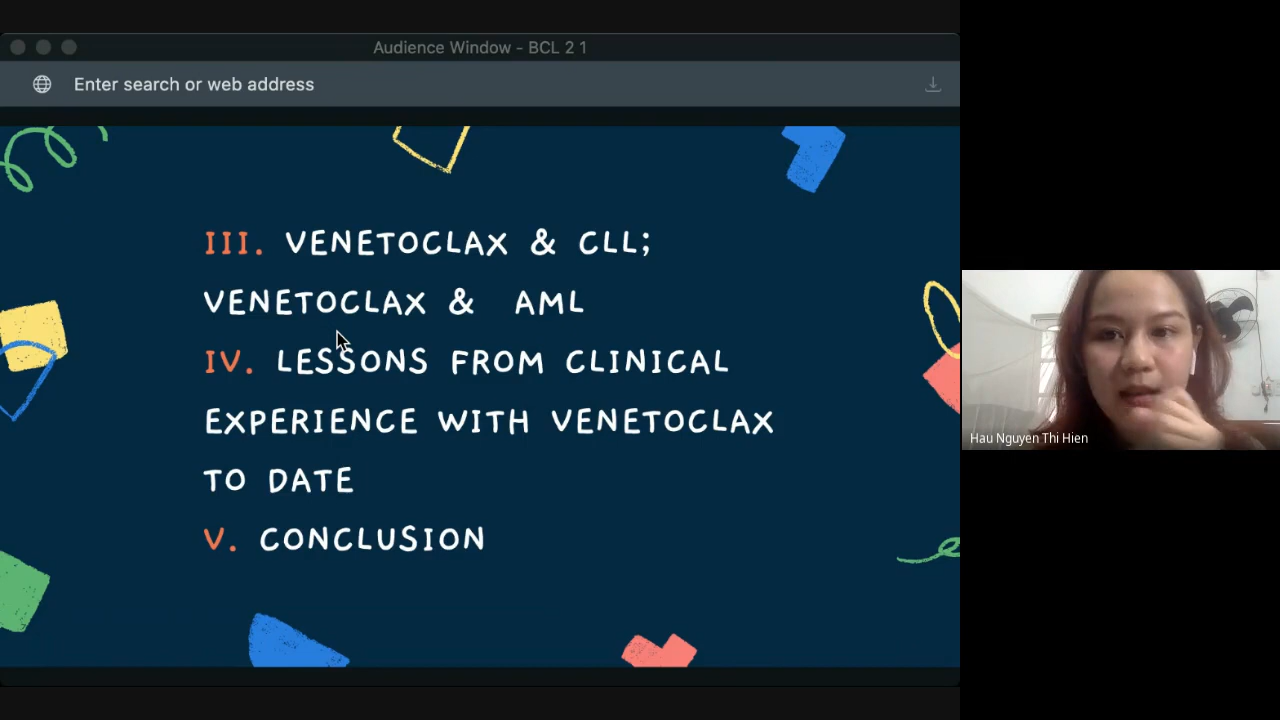 Audience Window - BCL 2 1
Enter search or web address
III. VENETOCLAX & CLL;
VENETOCLAX & AML
IV. LESSONS FROM CLINICAL
EXPERIENCE WITH VENETOCLAX
TO DATE
V. CONCLUSION
Hau Nguyen Thi Hien